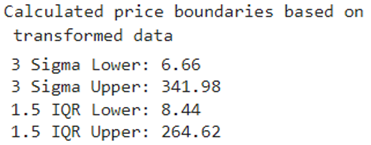 Calculated price boundaries based on
transformed data
3 Sigma Lower: 6.66
3 Sigma Upper: 341.98
1.5 IQR Lower: 8.44
1.5 IQR Upper: 264.62